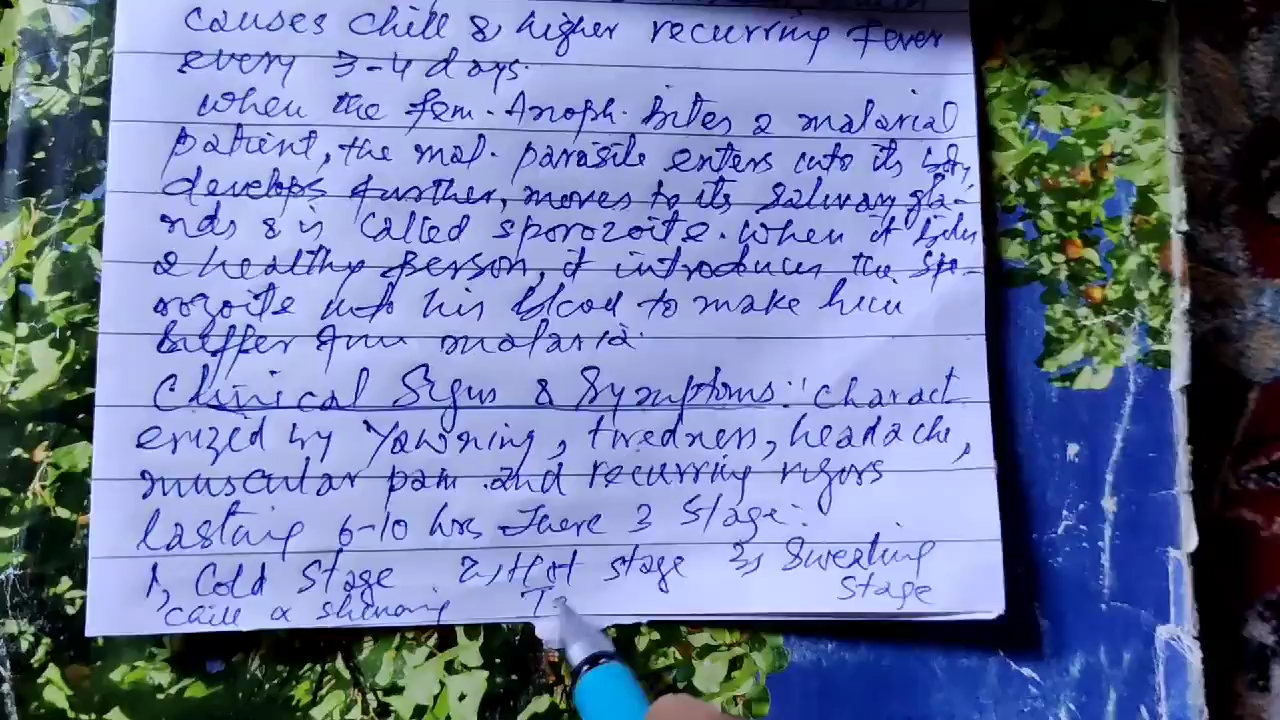 causes chill & higher recurring fever
every 3-4 days.
when the fem. Anoph. bites a malarial
patient, the mal. parasite enters into its body,
develops further, moves to its salivary gla-
nds & is called sporozoite. when it bites
a healthy person, it introduces the spo-
rozoite into his blood to make him
suffer from malaria.
Clinical Signs & Symptoms: charact
erized by Yawning, tiredness, headache,
muscular pain and recurring rigors
lasting 6-10 hrs There 3 Stage:
1, Cold Stage 2, Hot stage 3, Sweating
Stage
chill & shivering T